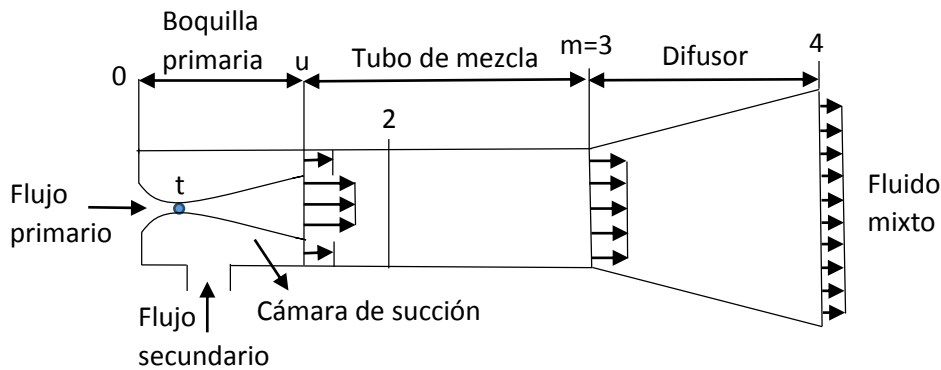 Boquilla
primaria
0
u
Tubo de mezcla
m=3
Difusor
4
2
t
Flujo
primario
Fluido
mixto
Flujo
secundario
Cámara de succión